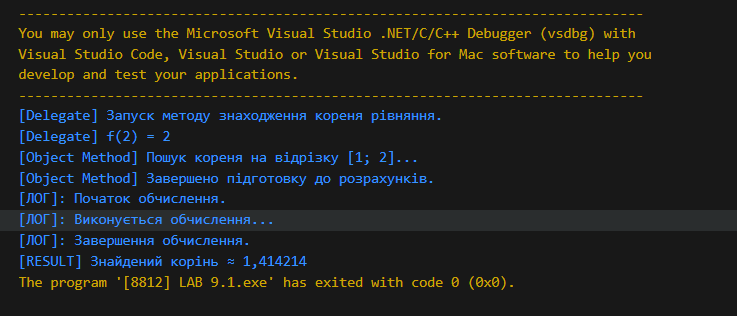 -------------------------------------------------------------------------------
You may only use the Microsoft Visual Studio .NET/C/C++ Debugger (vsdbg) with
Visual Studio Code, Visual Studio or Visual Studio for Mac software to help you
develop and test your applications.
-------------------------------------------------------------------------------
[Delegate] Запуск методу знаходження кореня рівняння.
[Delegate] f(2) = 2
[Object Method] Пошук кореня на відрізку [1; 2]...
[Object Method] Завершено підготовку до розрахунків.
[ЛОГ]: Початок обчислення.
[ЛОГ]: Виконується обчислення...
[ЛОГ]: Завершення обчислення.
[RESULT] Знайдений корінь ≈ 1,414214
The program '[8812] LAB 9.1.exe' has exited with code 0 (0x0).